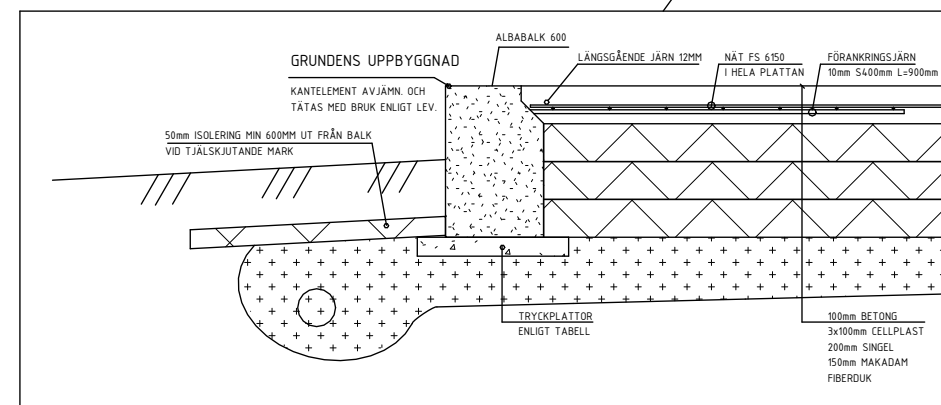 ALBABALK 600
GRUNDENS UPPBYGGNAD
KANTELEMENT AVJÄMN. OCH
TÄTAS MED BRUK ENLIGT LEV.
LÄNGSGÅENDE JÄRN 12MM
NÄT FS 6150
I HELA PLATTAN
FÖRANKRINGSJÄRN
10mm S400mm L=900mm
50mm ISOLERING MIN 600MM UT FRÅN BALK
VID TJÄLSKJUTANDE MARK
TRYCKPLATTOR
ENLIGT TABELL
100mm BETONG
3x100mm CELLPLAST
200mm SINGEL
150mm MAKADAM
FIBERDUK